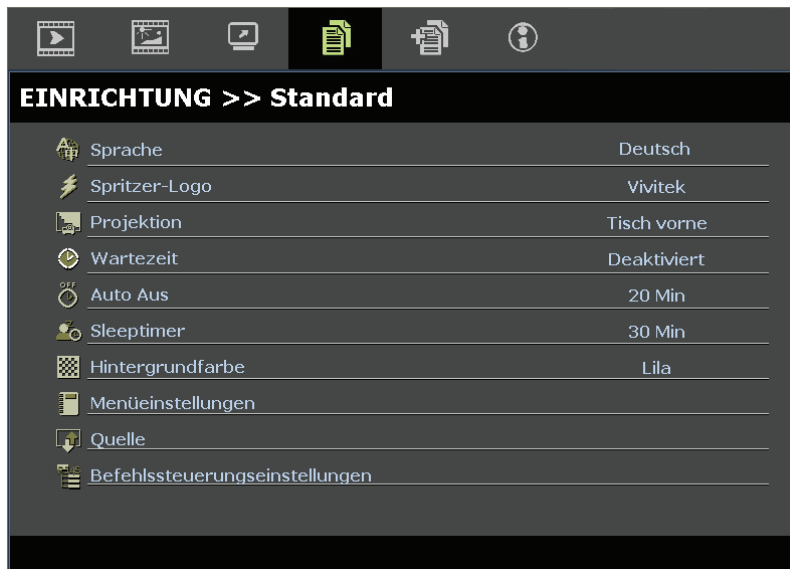 EINRICHTUNG >> Standard
Sprache Deutsch
Spritzer-Logo Vivitek
Projektion Tisch vorne
Wartezeit Deaktiviert
OFF
Auto Aus 20 Min
Sleeptimer 30 Min
Hintergrundfarbe Lila
Menüeinstellungen
Quelle
Befehlssteuerungseinstellungen